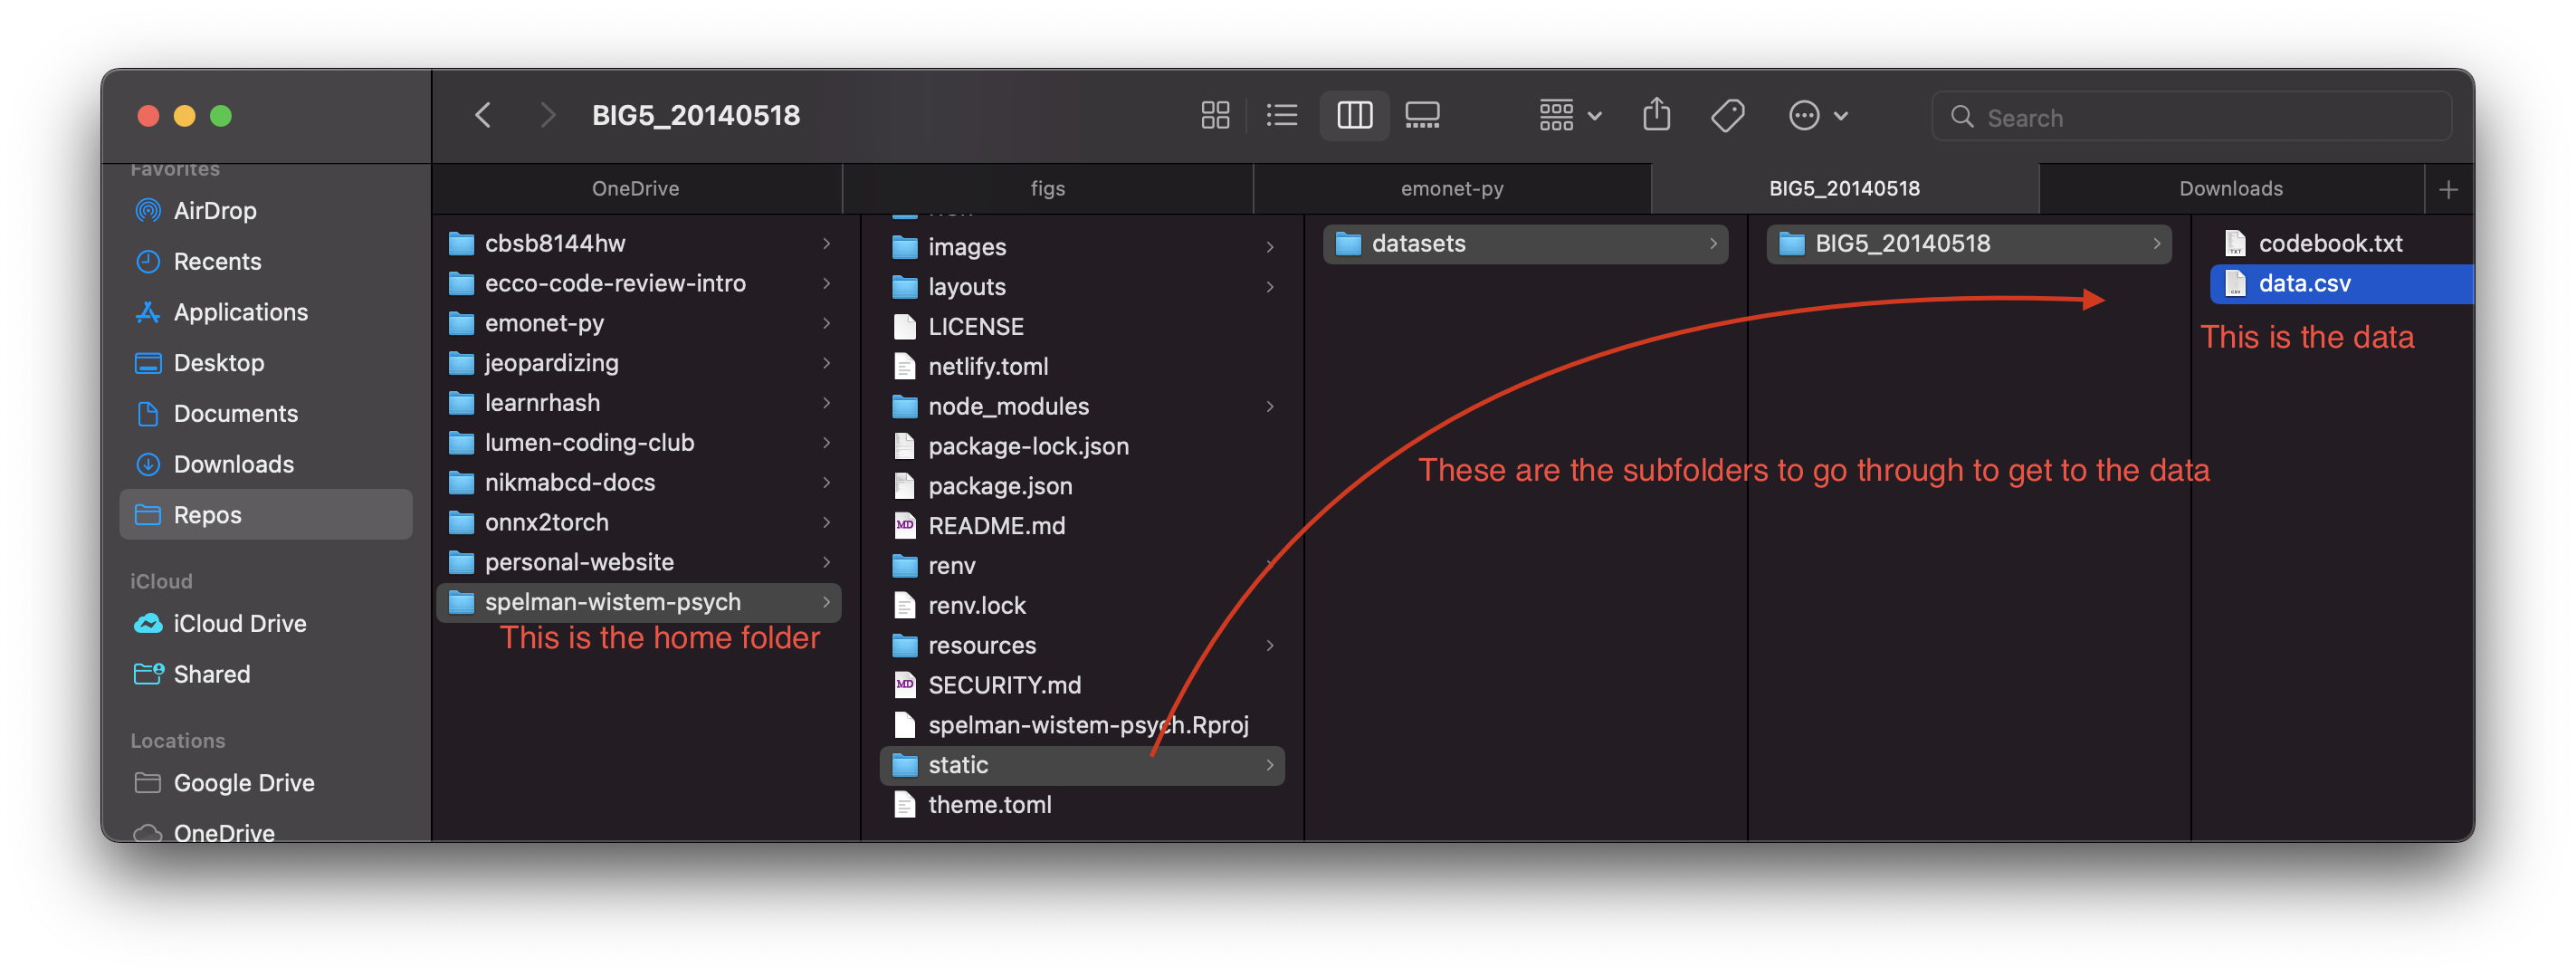 BIG5_20140518
Search
OneDrive
figs
emonet-py
BIG5_20140518
Downloads
Favorites
AirDrop
Recents
Applications
Desktop
Documents
Downloads
Repos
iCloud
iCloud Drive
Shared
Locations
Google Drive
OneDrive
cbsb8144hw
ecco-code-review-intro
emonet-py
jeopardizing
learnrhash
lumen-coding-club
nikmabcd-docs
onnx2torch
personal-website
spelman-wistem-psych
This is the home folder
images
layouts
LICENSE
netlify.toml
node_modules
package-lock.json
package.json
README.md
renv
renv.lock
resources
SECURITY.md
spelman-wistem-psych.Rproj
static
theme.toml
datasets
BIG5_20140518
These are the subfolders to go through to get to the data
codebook.txt
data.csv
This is the data